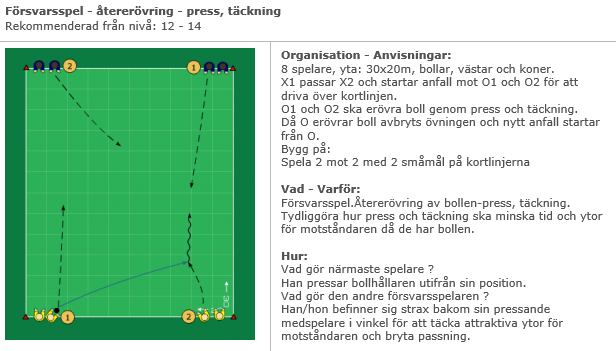 Försvarsspel - återerövring - press, täckning
Rekommenderad från nivå: 12 - 14
2
1
1
2
Organisation - Anvisningar:
8 spelare, yta: 30x20m, bollar, västar och koner.
X1 passar X2 och startar anfall mot O1 och O2 för att
driva över kortlinjen.
O1 och O2 ska erövra boll genom press och täckning.
Då O erövrar boll avbryts övningen och nytt anfall startar
från O.
Bygg på:
Spela 2 mot 2 med 2 småmål på kortlinjerna
Vad - Varför:
Försvarsspel.Återerövring av bollen-press, täckning.
Tydliggöra hur press och täckning ska minska tid och ytor
för motståndaren då de har bollen.
Hur:
Vad gör närmaste spelare ?
Han pressar bollhållaren utifrån sin position.
Vad gör den andre försvarsspelaren ?
Han/hon befinner sig strax bakom sin pressande
medspelare i vinkel för att täcka attraktiva ytor för
motståndaren och bryta passning.